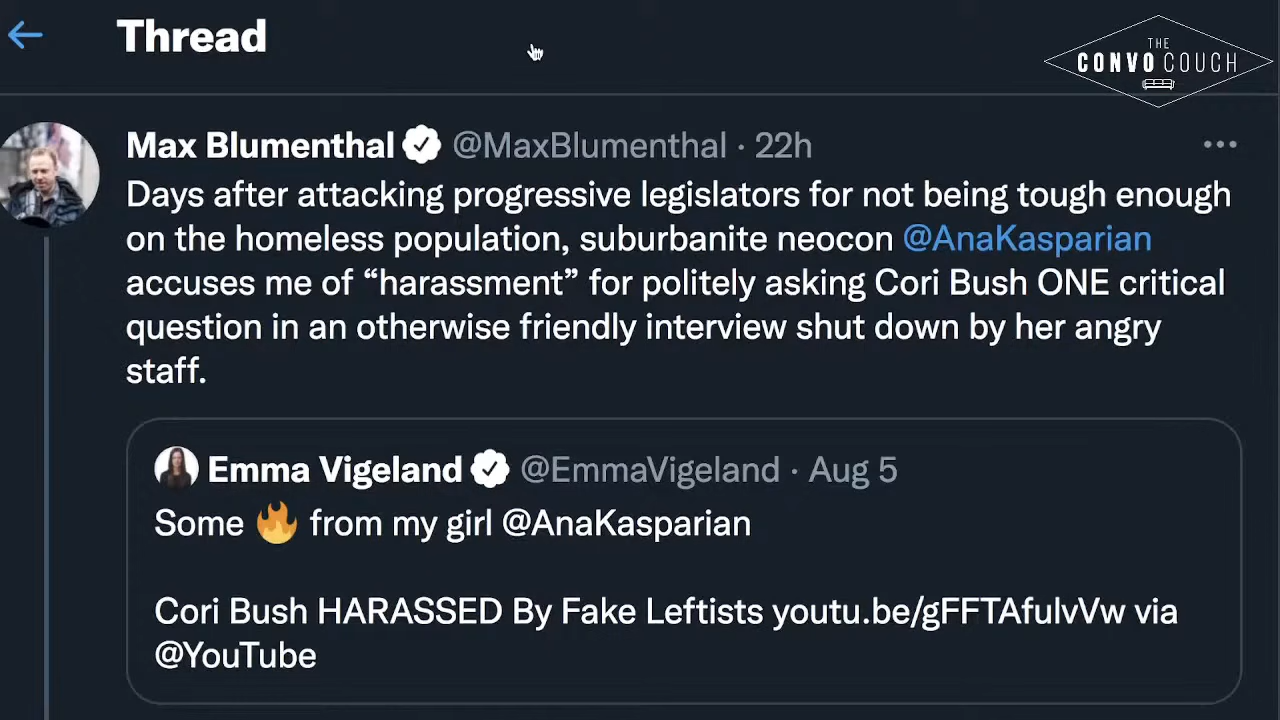 Thread
THE
CONVO COUCH
Max Blumenthal @MaxBlumenthal · 22h
Days after attacking progressive legislators for not being tough enough
on the homeless population, suburbanite neocon @AnaKasparian
accuses me of “harassment” for politely asking Cori Bush ONE critical
question in an otherwise friendly interview shut down by her angry
staff.
Emma Vigeland @EmmaVigeland · Aug 5
Some 🔥 from my girl @AnaKasparian
Cori Bush HARASSED By Fake Leftists youtu.be/gFFTAfulvVw via
@YouTube